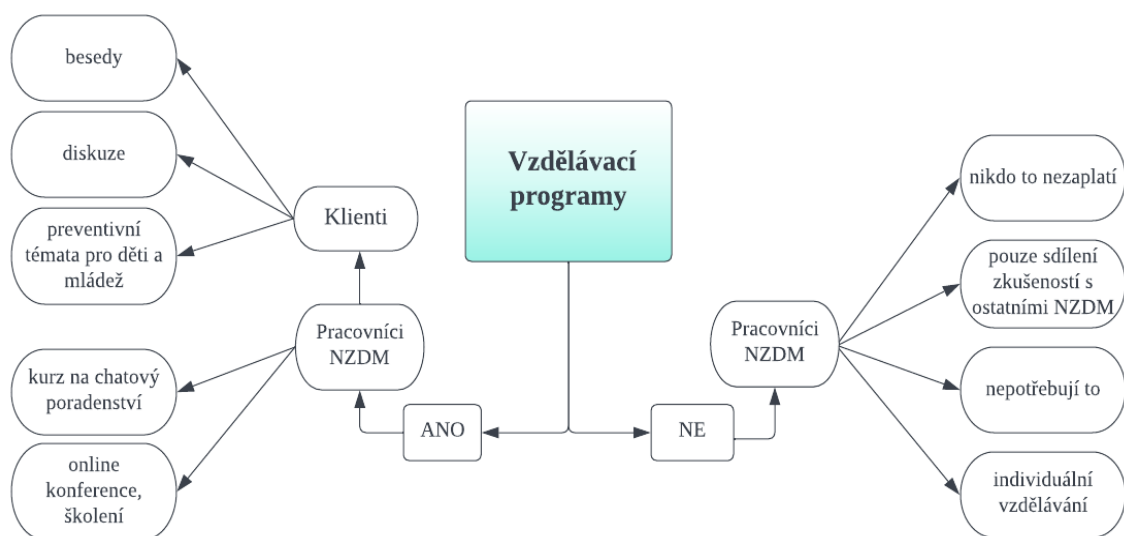 Vzdělávací
programy
besedy
diskuze
preventivní
témata pro děti a
mládež
Klienti
Pracovníci
NZDM
kurz na chatový
poradenství
online
konference,
školení
ANO
NE
Pracovníci
NZDM
nikdo to nezaplatí
pouze sdílení
zkušeností s
ostatními NZDM
nepotřebují to
individuální
vzdělávání